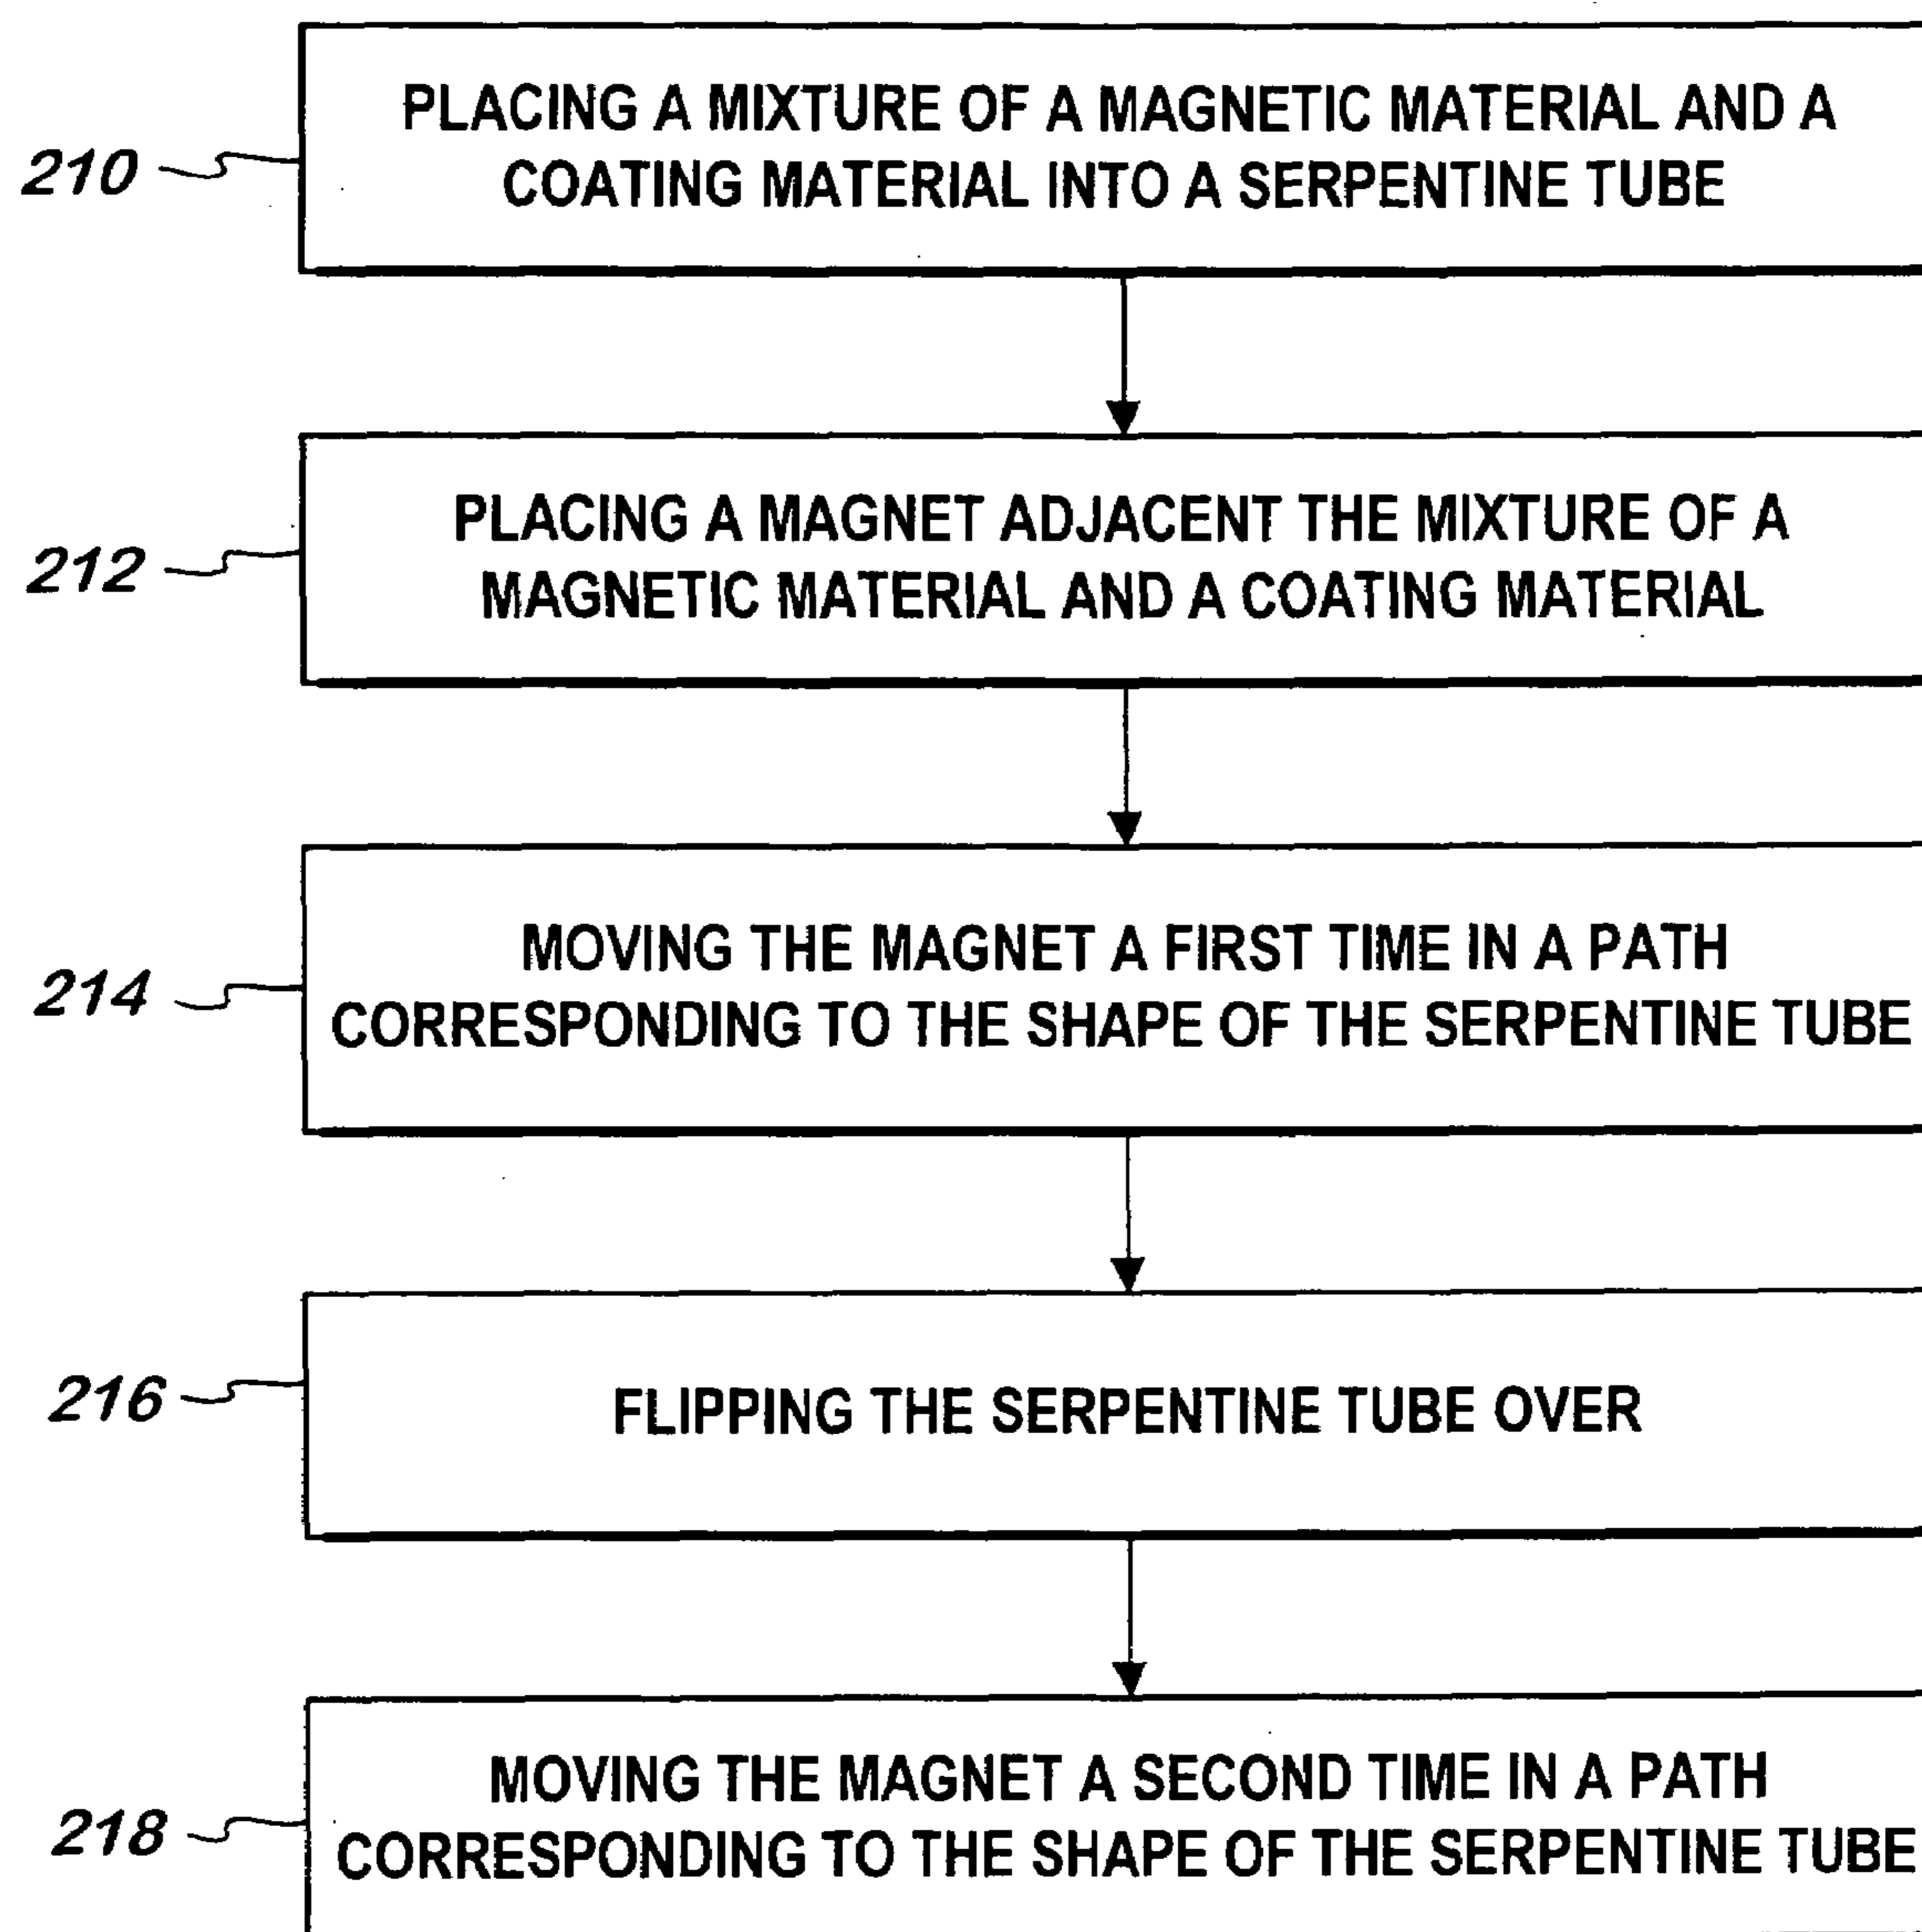 210
PLACING A MIXTURE OF A MAGNETIC MATERIAL AND A
COATING MATERIAL INTO A SERPENTINE TUBE
212
PLACING A MAGNET ADJACENT THE MIXTURE OF A
MAGNETIC MATERIAL AND A COATING MATERIAL
214
MOVING THE MAGNET A FIRST TIME IN A PATH
CORRESPONDING TO THE SHAPE OF THE SERPENTINE TUBE
216
FLIPPING THE SERPENTINE TUBE OVER
218
MOVING THE MAGNET A SECOND TIME IN A PATH
CORRESPONDING TO THE SHAPE OF THE SERPENTINE TUBE